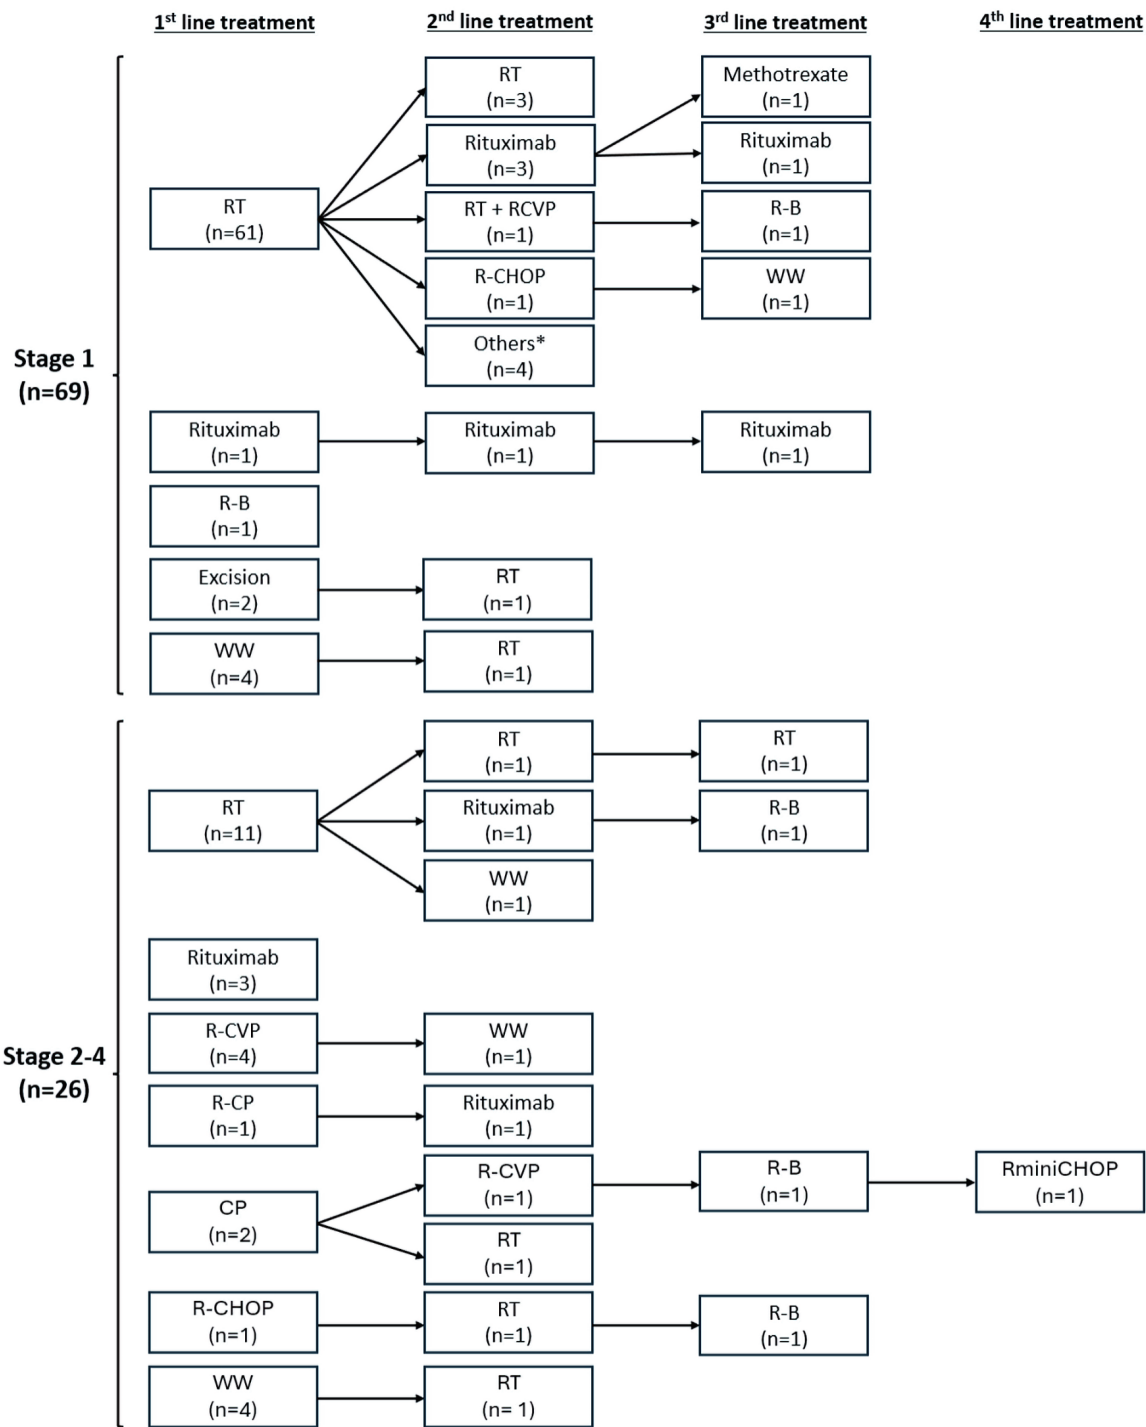 1st line treatment
2nd line treatment
3rd line treatment
4th line treatment
Stage 1
(n=69)
RT
(n=61)
RT
(n=3)
Rituximab
(n=3)
Methotrexate
(n=1)
Rituximab
(n=1)
RT + RCVP
(n=1)
R-B
(n=1)
R-CHOP
(n=1)
WW
(n=1)
Others*
(n=4)
Rituximab
(n=1)
Rituximab
(n=1)
Rituximab
(n=1)
R-B
(n=1)
Excision
(n=2)
RT
(n=1)
WW
(n=4)
RT
(n=1)
Stage 2-4
(n=26)
RT
(n=11)
RT
(n=1)
RT
(n=1)
Rituximab
(n=1)
R-B
(n=1)
WW
(n=1)
Rituximab
(n=3)
R-CVP
(n=4)
WW
(n=1)
R-CP
(n=1)
Rituximab
(n=1)
CP
(n=2)
R-CVP
(n=1)
R-B
(n=1)
RminiCHOP
(n=1)
RT
(n=1)
R-CHOP
(n=1)
RT
(n=1)
R-B
(n=1)
WW
(n=4)
RT
(n= 1)